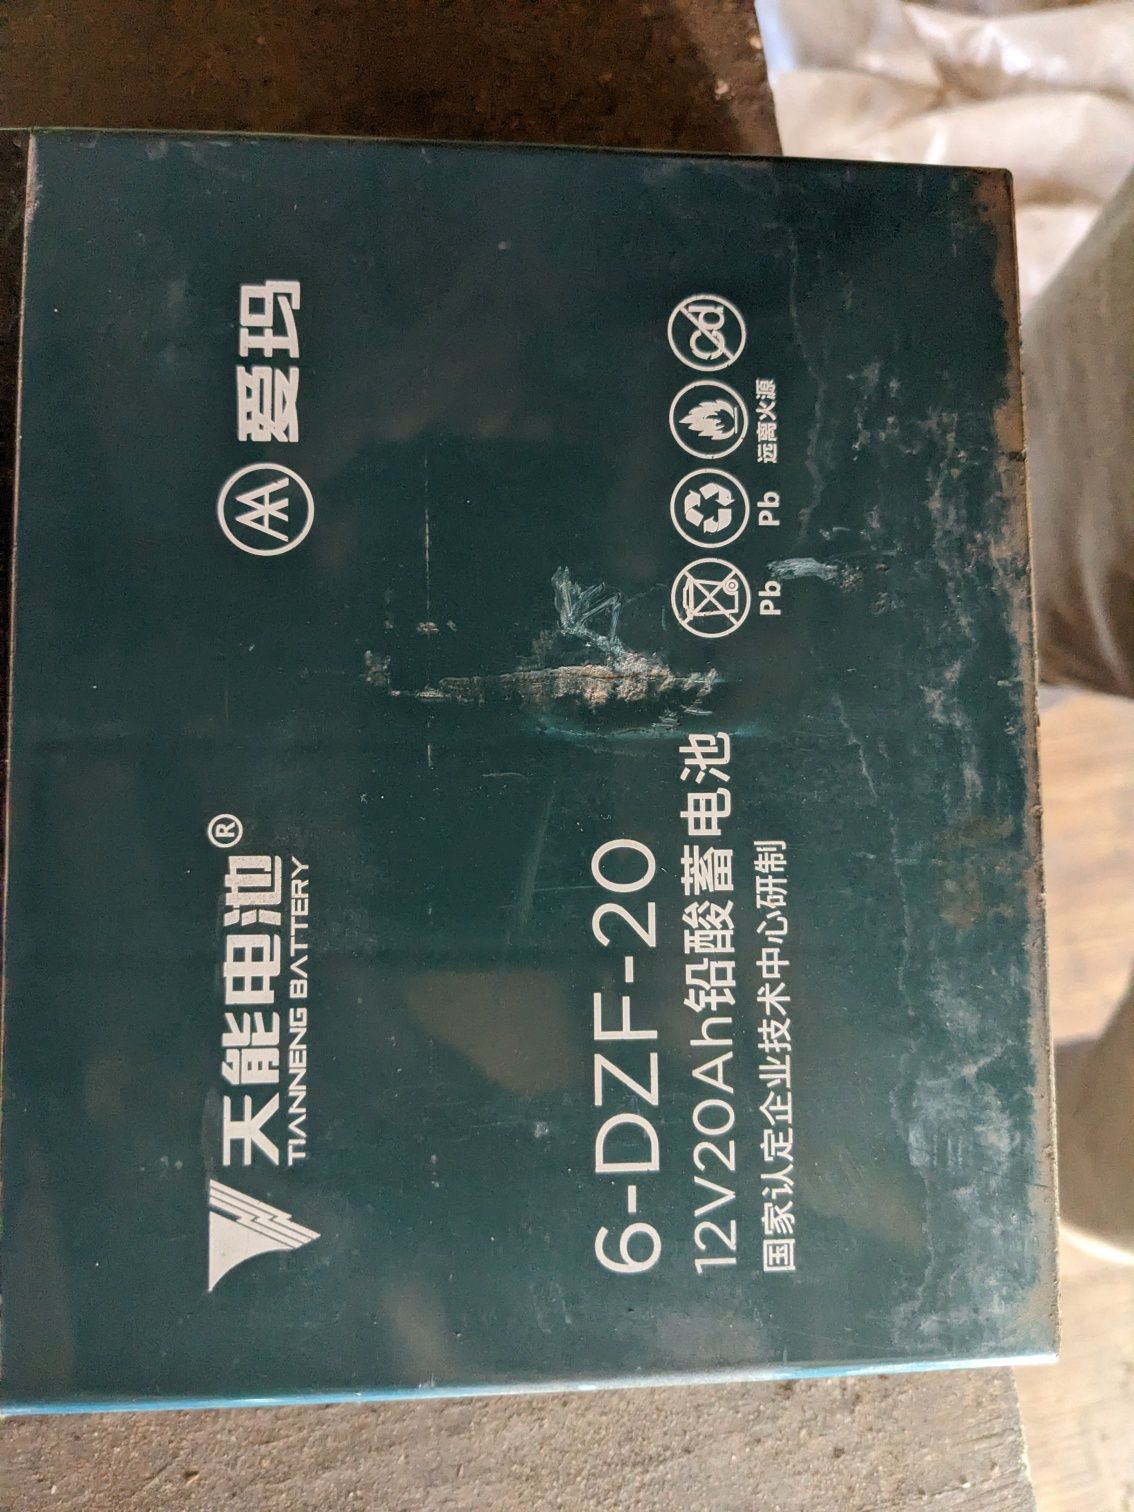 天能电池®
TIANNENG BATTERY
爱玛
6-DZF-20
12V20Ah铅酸蓄电池
国家认定企业技术中心研制
Pb
Pb
远离火源
Cd